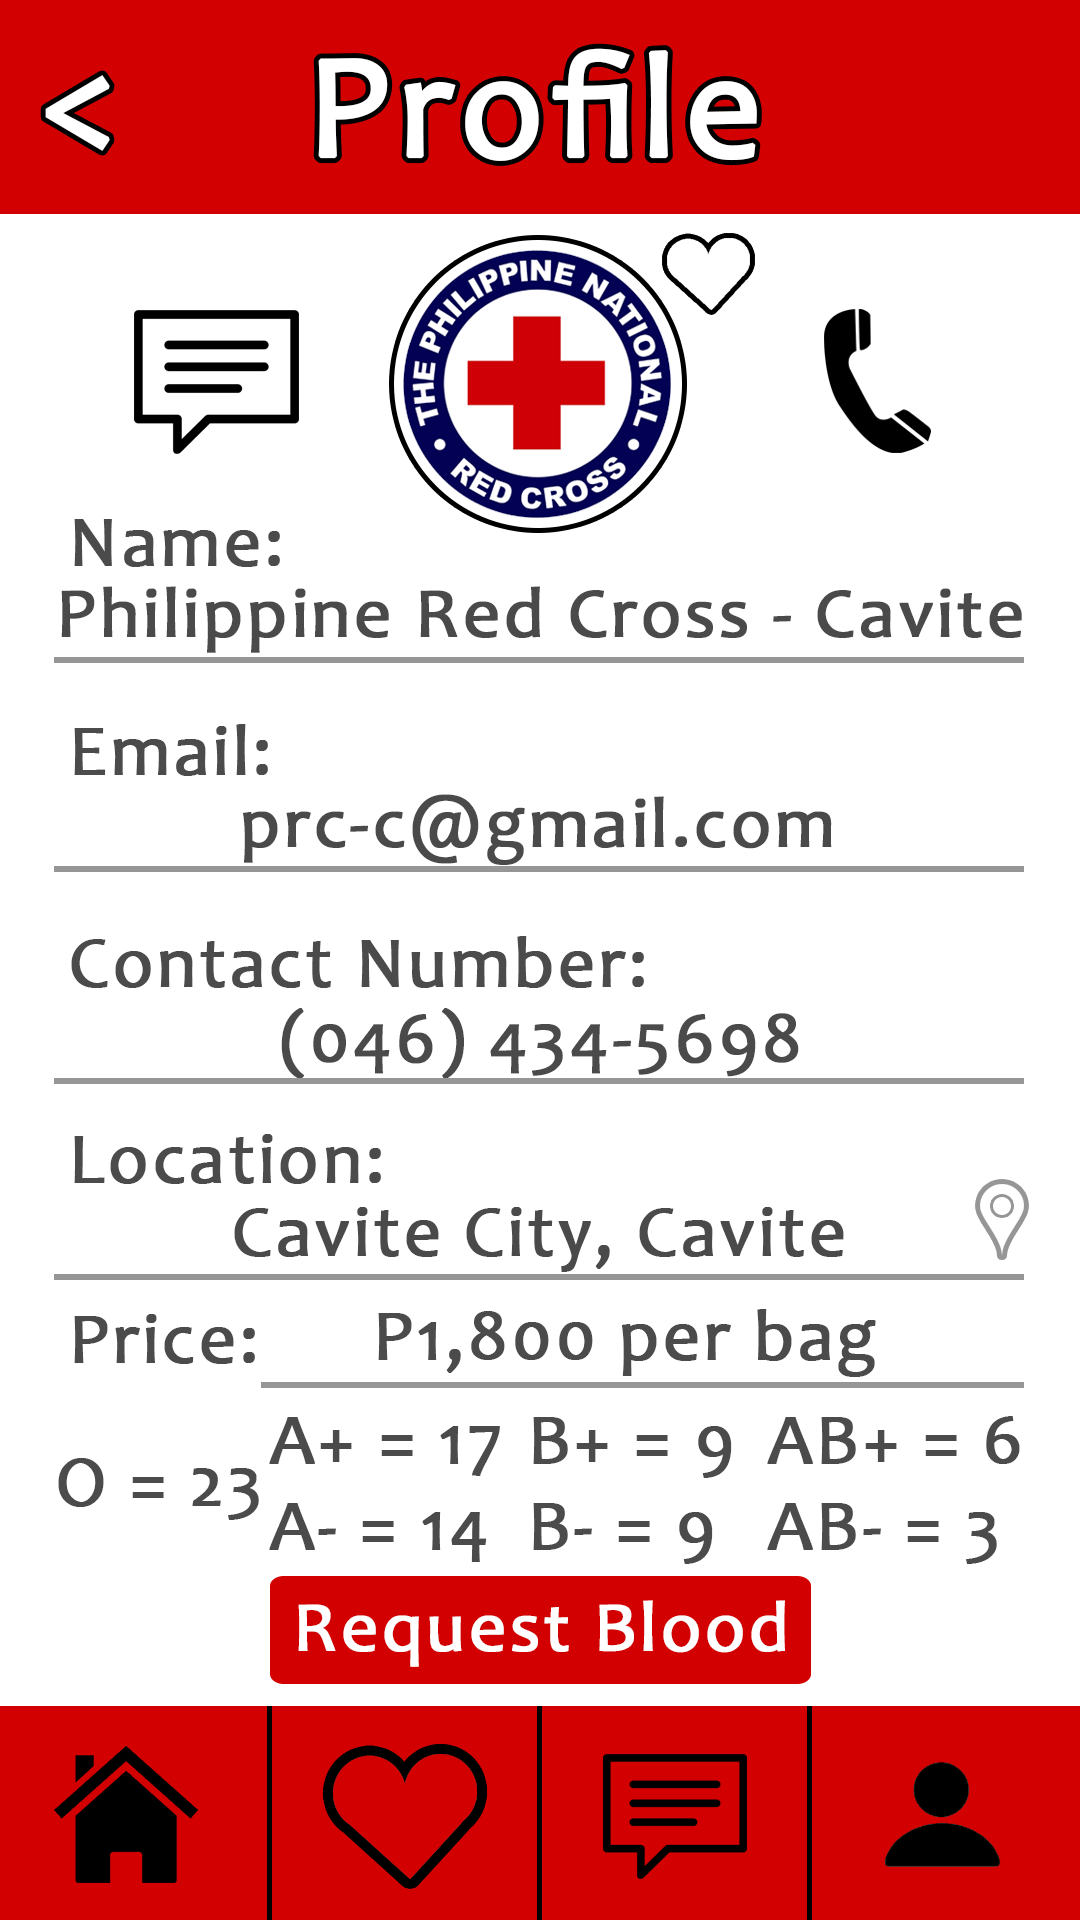 < Profile
THE PHILIPPINE NATIONAL
RED CROSS
Name:
Philippine Red Cross - Cavite
Email:
prc-c@gmail.com
Contact Number:
(046) 434-5698
Location:
Cavite City, Cavite
Price: P1,800 per bag
O = 23
A+ = 17 B+ = 9 AB+ = 6
A- = 14 B- = 9 AB- = 3
Request Blood